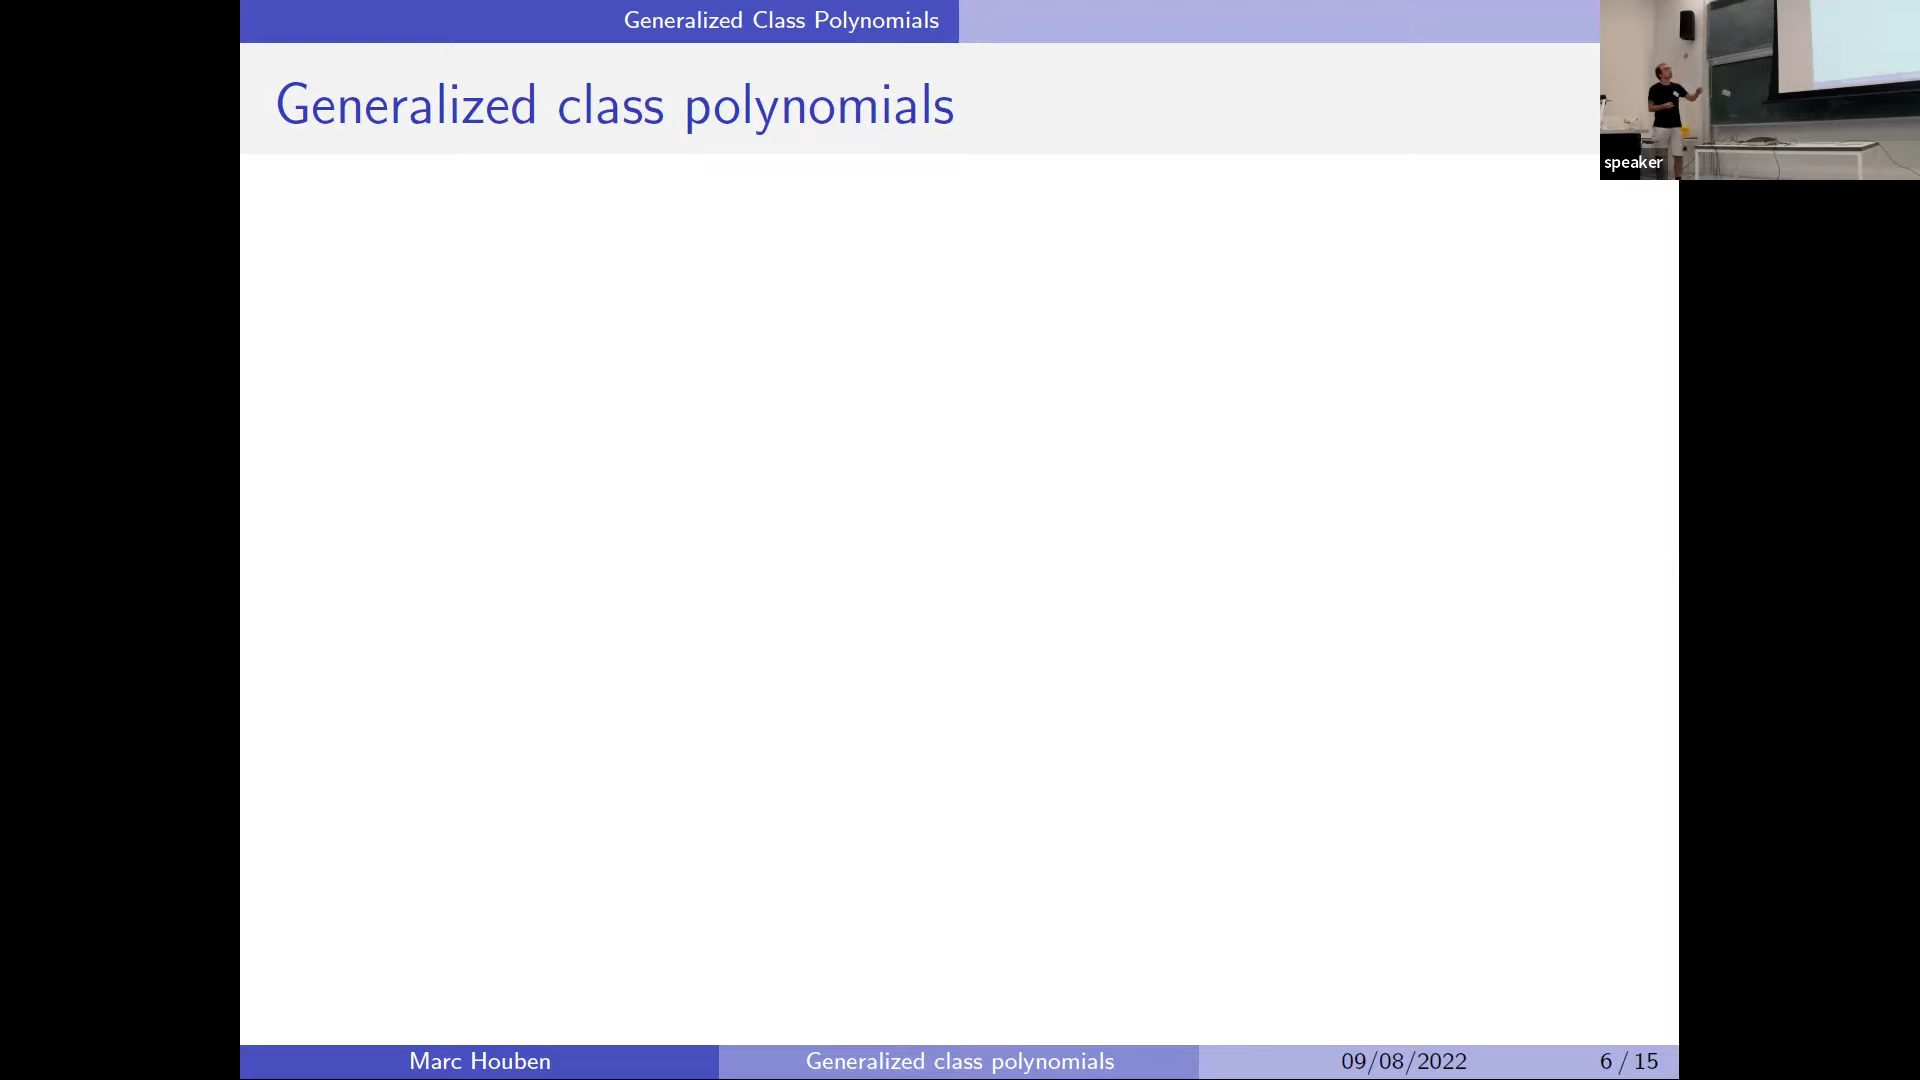 Generalized Class Polynomials
Generalized class polynomials
speaker
Marc Houben
Generalized class polynomials
09/08/2022
6 / 15